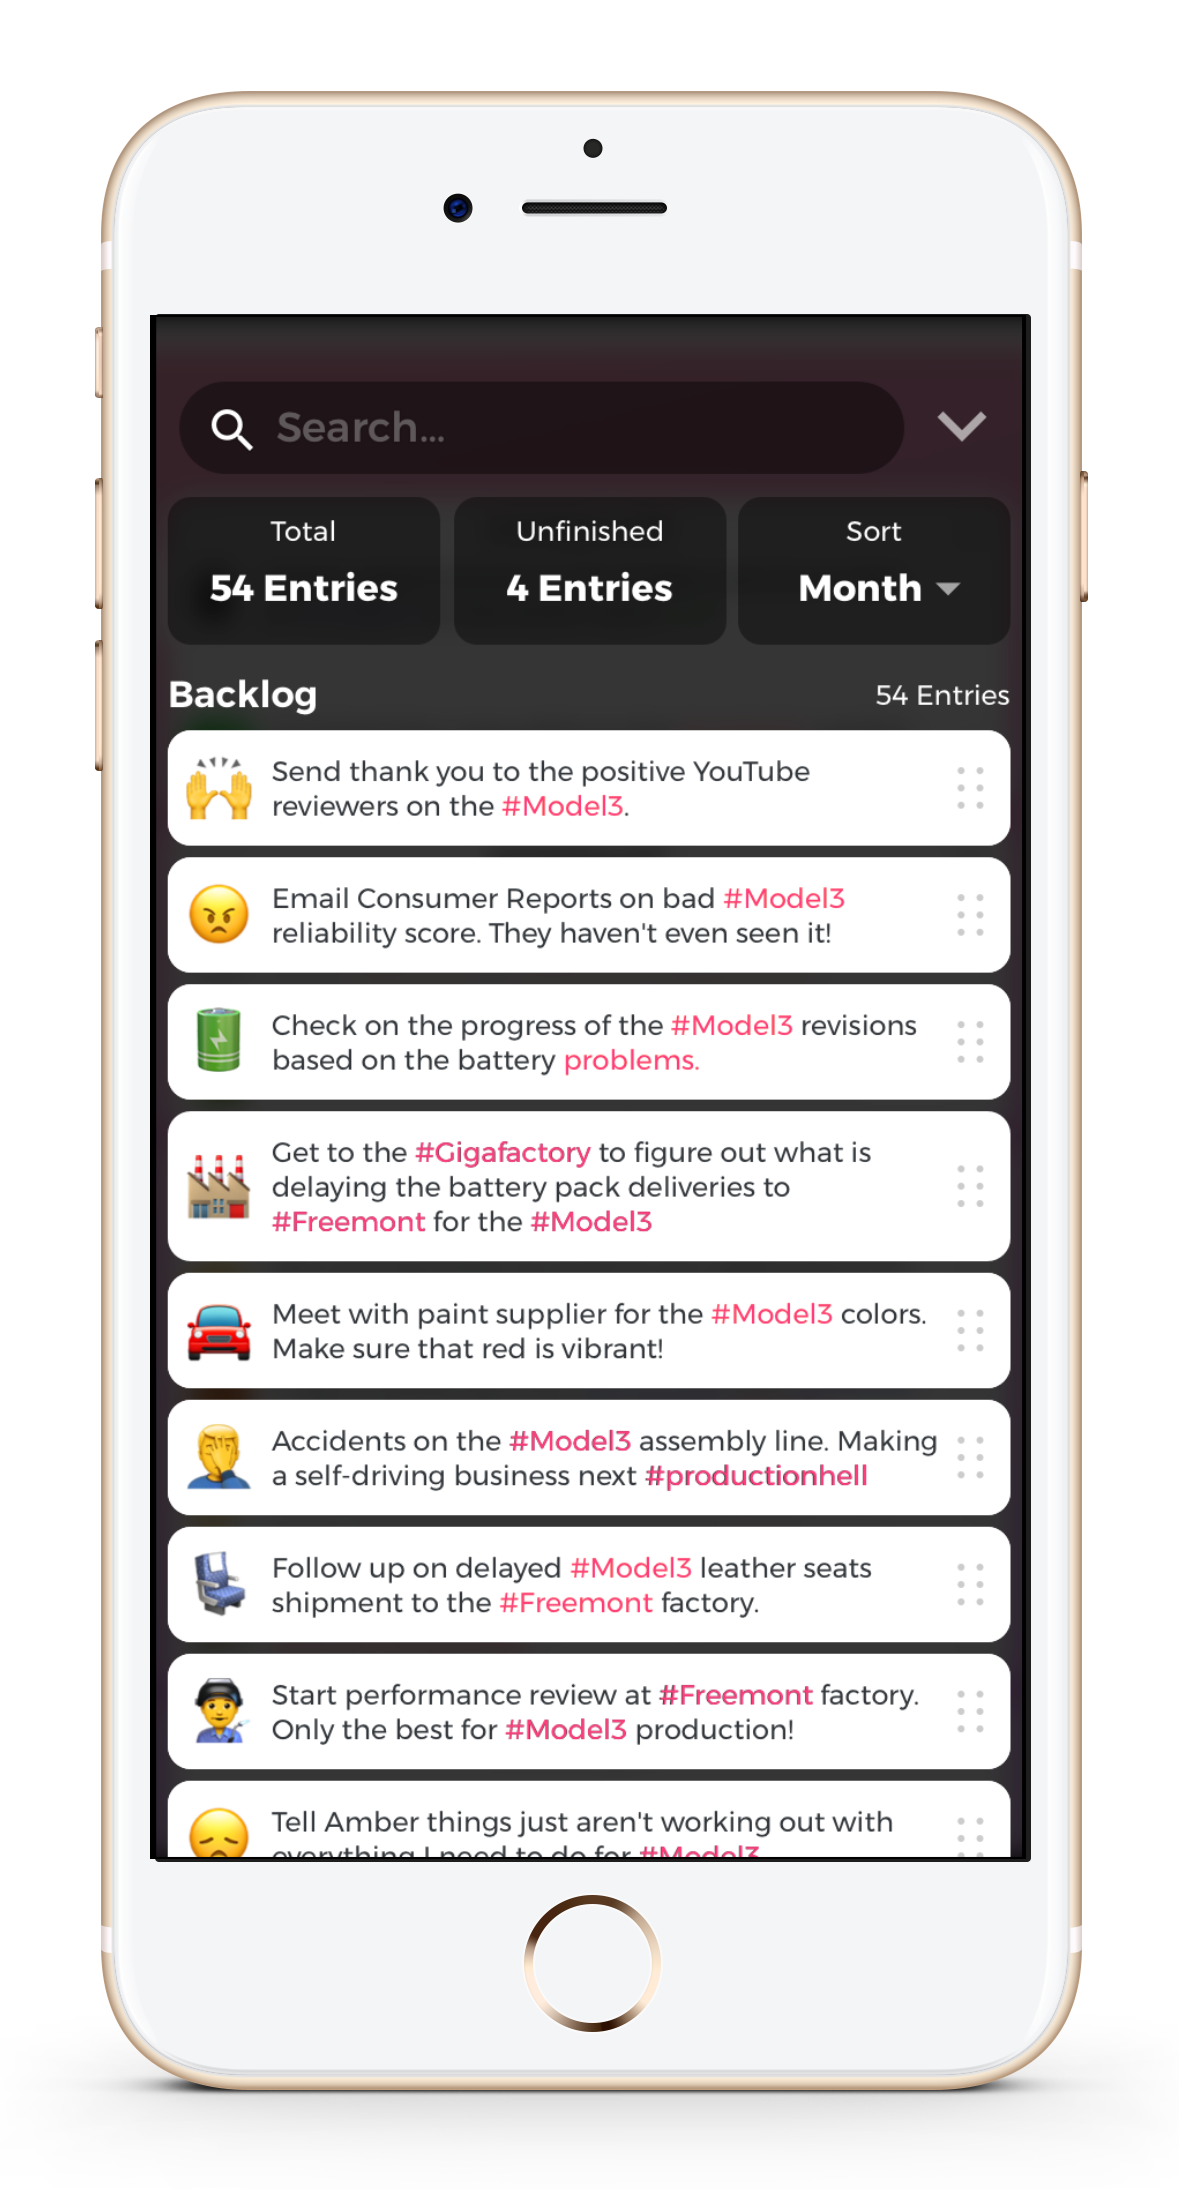 Search...
Total
Unfinished
Sort
54 Entries
4 Entries
Month
Backlog
54 Entries
Send thank you to the positive YouTube
reviewers on the #Model3.
Email Consumer Reports on bad #Model3
reliability score. They haven't even seen it!
Check on the progress of the #Model3 revisions
based on the battery problems.
Get to the #Gigafactory to figure out what is
delaying the battery pack deliveries to
#Freemont for the #Model3
Meet with paint supplier for the #Model3 colors.
Make sure that red is vibrant!
Accidents on the #Model3 assembly line. Making
a self-driving business next #productionhell
Follow up on delayed #Model3 leather seats
shipment to the #Freemont factory.
Start performance review at #Freemont factory.
Only the best for #Model3 production!
Tell Amber things just aren't working out with
everything I need to do for #Model3